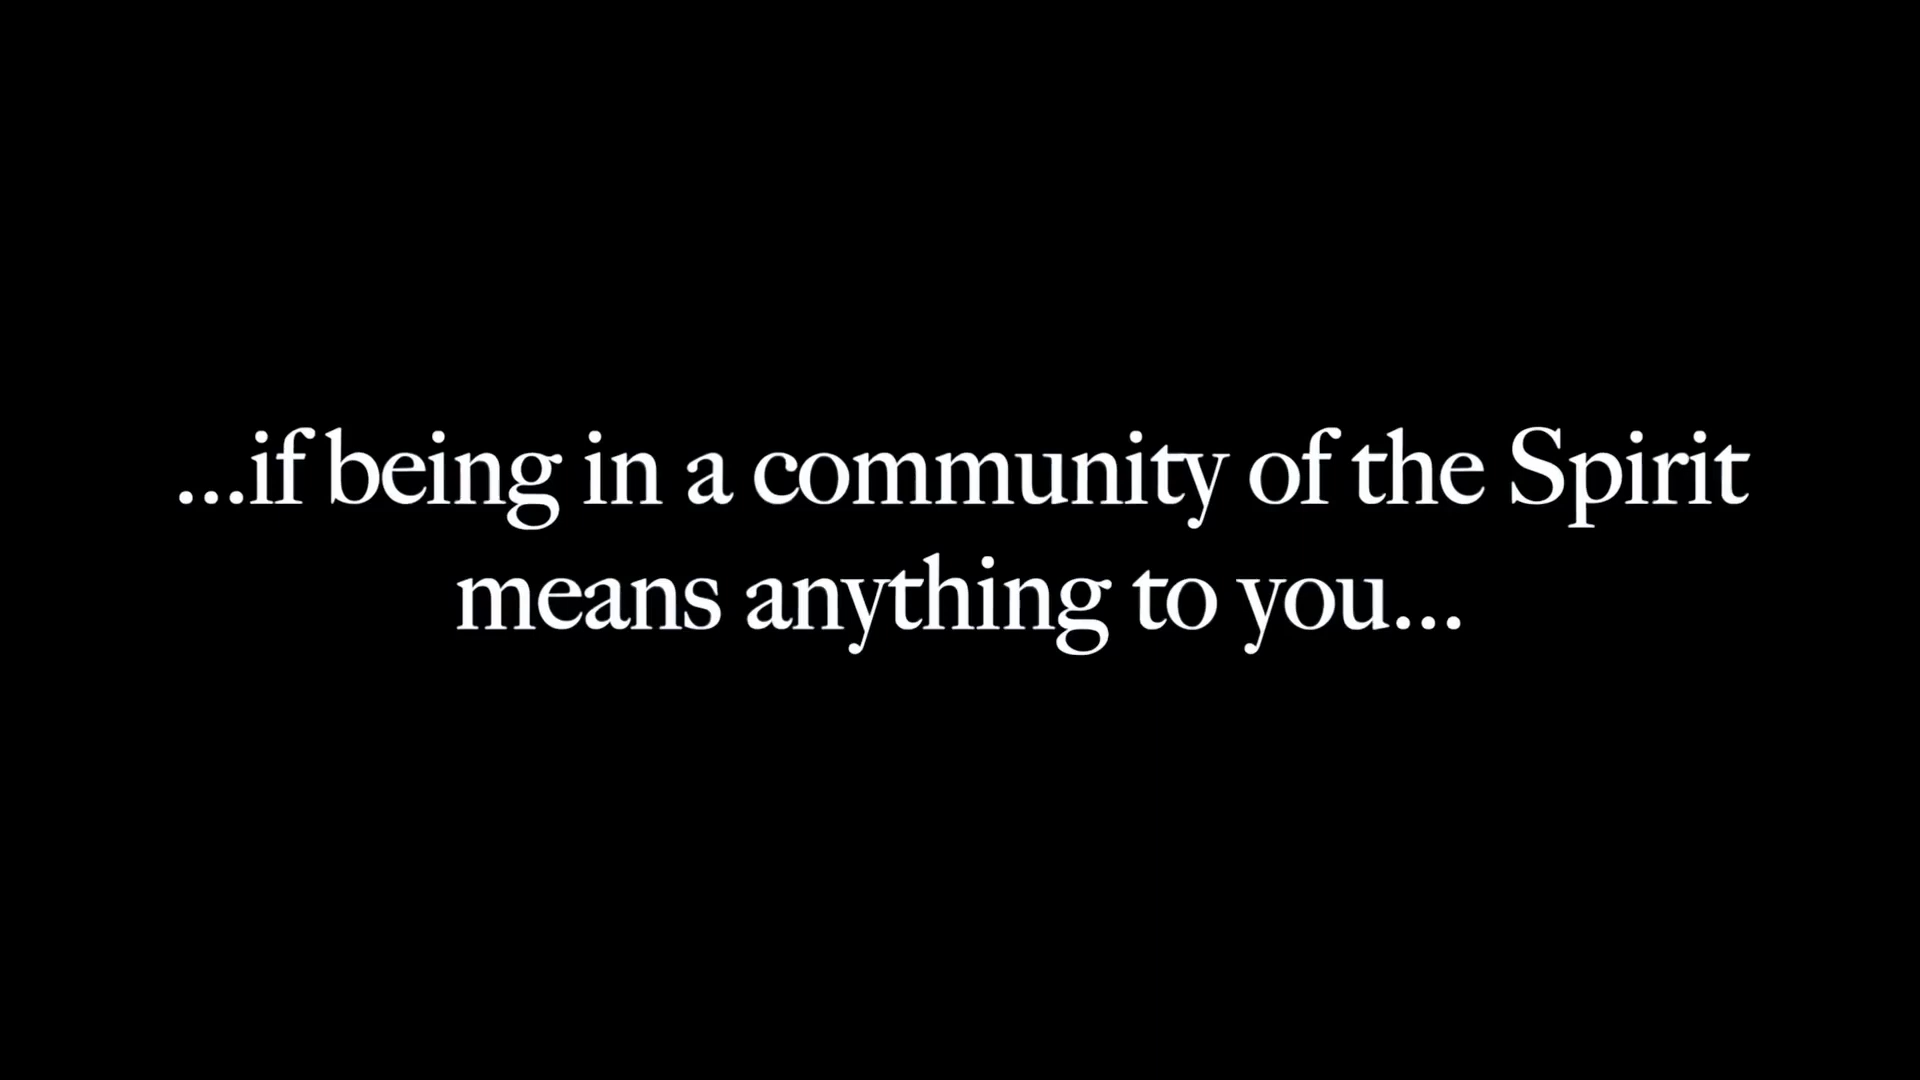 ...if being in a community of the Spirit
means anything to you...